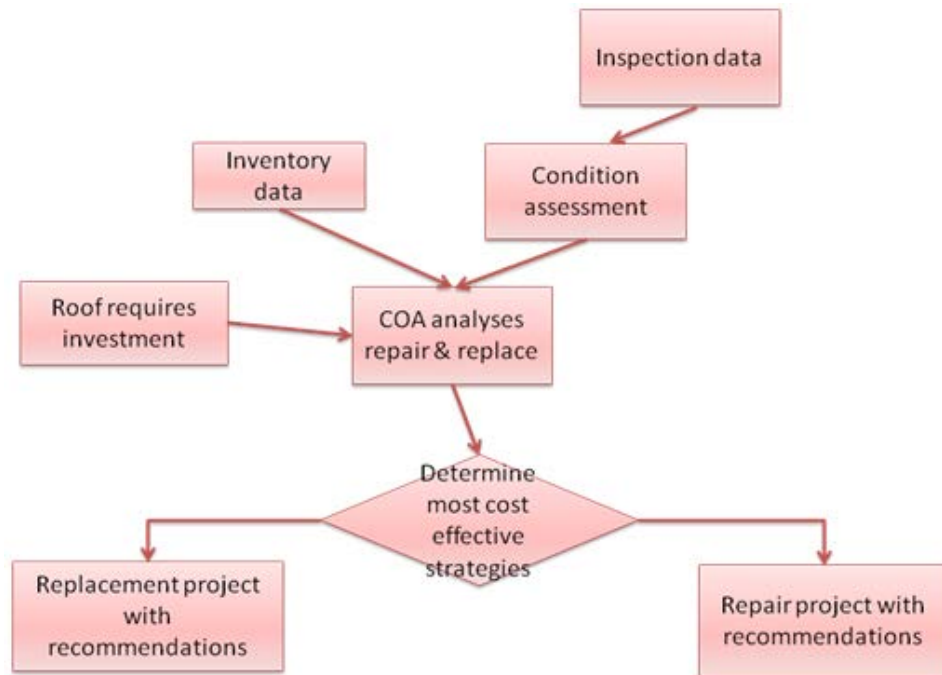 Inspection data
Inventory
data
Condition
assessment
Roof requires
investment
COA analyses
repair & replace
Determine
most cost
effective
strategies
Replacement project
with
recommendations
Repair project with
recommendations